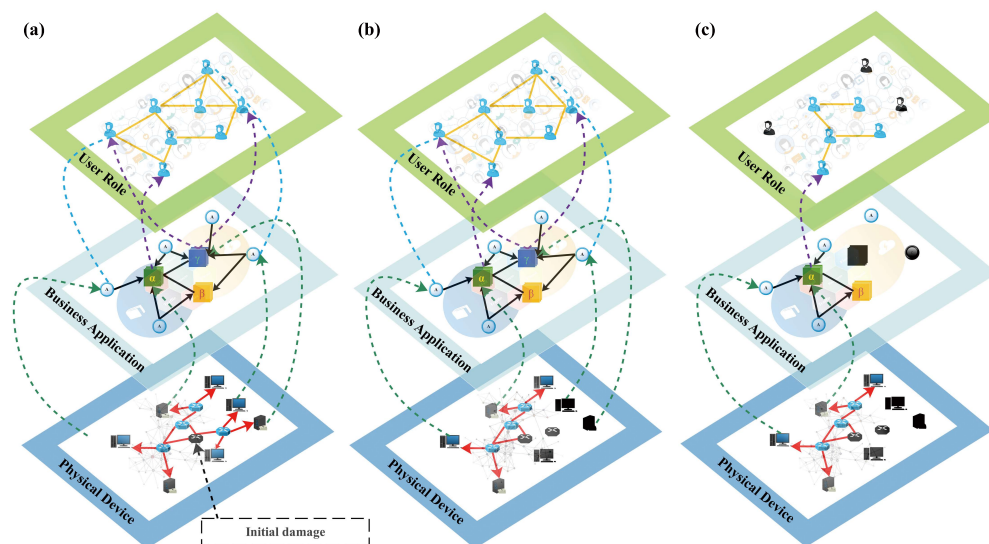 (a)
(b)
(c)
User Role
User Role
User Role
A
A
A
A
A
α
β
γ
Business Application
A
A
A
A
A
α
β
γ
Business Application
A
A
A
A
α
β
Business Application
Physical Device
Physical Device
Physical Device
Initial damage